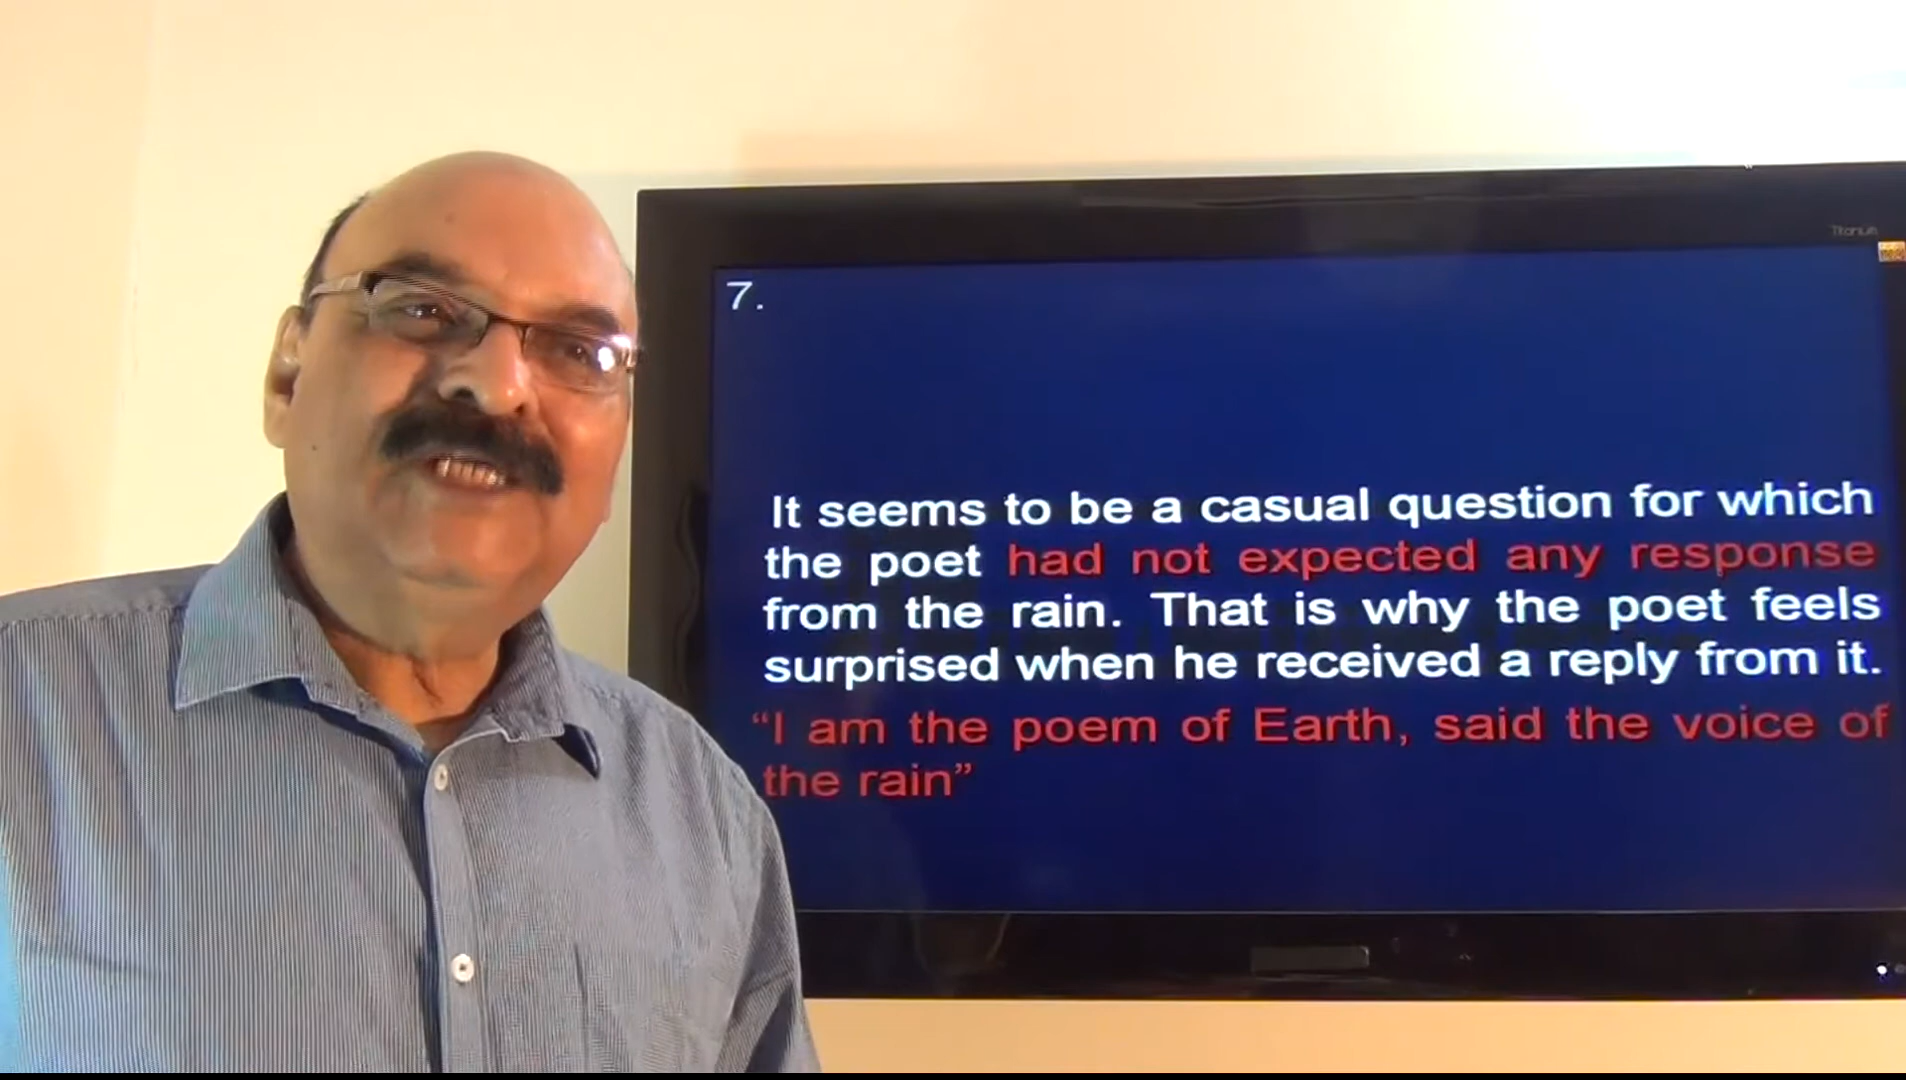 Titanium
7.
It seems to be a casual question for which
the poet had not expected any response
from the rain. That is why the poet feels
surprised when he received a reply from it.
“I am the poem of Earth, said the voice of
the rain”